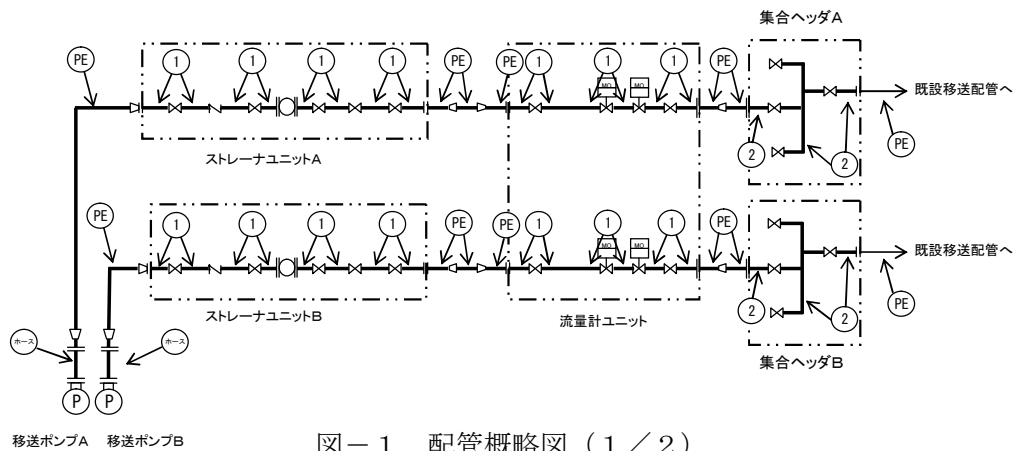 集合ヘッダA
PE 1 1 1 1 PE PE 1 1 1 PE
MO MO
既設移送配管へ
2 2 PE
ストレーナユニットA
PE 1 1 1 1 PE PE 1 1 1 PE
MO MO
既設移送配管へ
2 2 PE
ストレーナユニットB
流量計ユニット
集合ヘッダB
ホース ホース
P P
移送ポンプA 移送ポンプB
図－1 配管概略図（1／2）